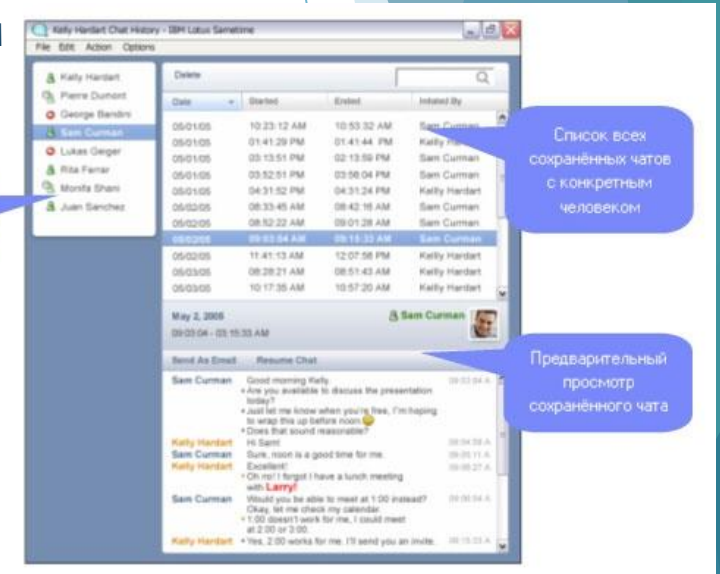 Kelly Hardart Chat History - IBM Lotus Sametime
File Edit Action Options
Kelly Hardart
Pierre Dumont
George Bandini
Sam Curman
Lukas Geiger
Rita Ferrar
Monifa Shani
Juan Sanchez
Delete
Date Started Ended Initiated By
05/01/05 10:23:12 AM 10:53:32 AM Sam Curman
05/01/05 01:41:29 PM 01:41:44 PM Kelly
05/01/05 03:13:51 PM 02:13:59 PM Sam Curman
05/01/05 03:52:51 PM 03:58:04 PM Sam Curman
05/01/05 04:31:52 PM 04:31:24 PM Kelly Hardart
05/02/05 08:33:45 AM 08:42:16 AM Sam Curman
05/02/05 08:52:22 AM 09:01:28 AM Sam Curman
05/02/05 09:03:04 AM 09:15:33 AM Sam Curman
05/02/05 11:41:13 AM 12:07:58 PM Kelly Hardart
05/03/05 08:28:21 AM 08:51:43 AM Kelly Hardart
05/03/05 10:17:35 AM 10:57:20 AM Kelly Hardart
Список всех
сохранённых чатов
с конкретным
человеком
May 2, 2005
Sam Curman
09:03:04 - 03:15:33 AM
Send As Email Resume Chat
Предварительный
просмотр
сохранённого чата
Sam Curman Good morning Kelly.
Are you available to discuss the presentation
today?
Just let me know when you're free, I'm hoping
to wrap this up before noon
Does that sound reasonable?
Kelly Hardart Hi Sam!
Sam Curman Sure, noon is a good time for me.
Kelly Hardart Excellent!
Oh no! I forgot I have a lunch meeting
with Larry!
Sam Curman Would you be able to meet at 1:00 instead?
Okay, let me check my calendar.
1:00 doesn't work for me, I could meet
at 2:00 or 3:00.
Kelly Hardart Yes, 2:00 works for me. I'll send you an invite.